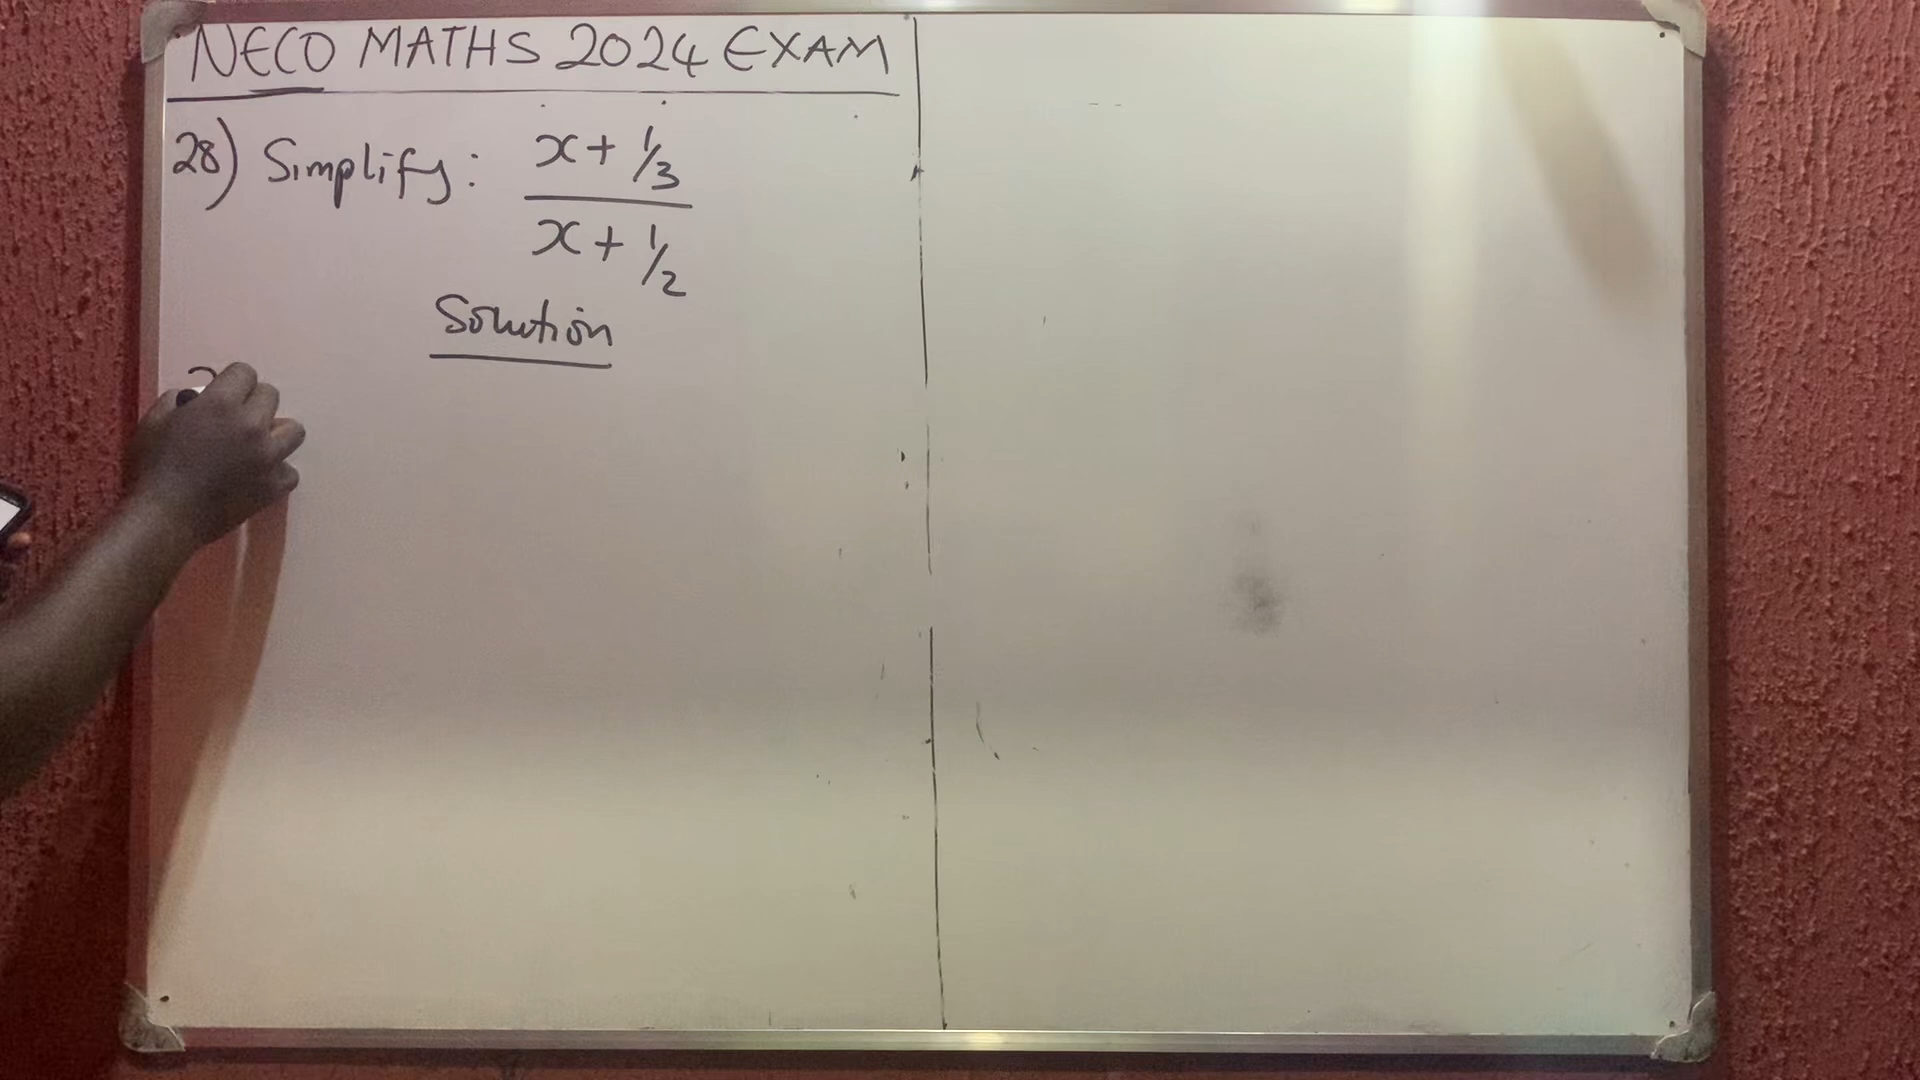 NECO MATHS 2024 EXAM
28) Simplify: x + 1/3
x + 1/2
Solution